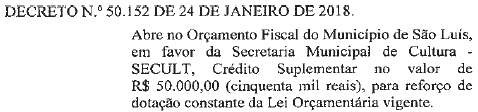 DECRETO N.º 50.152 DE 24 DE JANEIRO DE 2018.
Abre no Orçamento Fiscal do Município de São Luís,
em favor da Secretaria Municipal de Cultura -
SECULT, Crédito Suplementar no valor de
R$ 50.000,00 (cinquenta mil reais), para reforço de
dotação constante da Lei Orçamentária vigente.